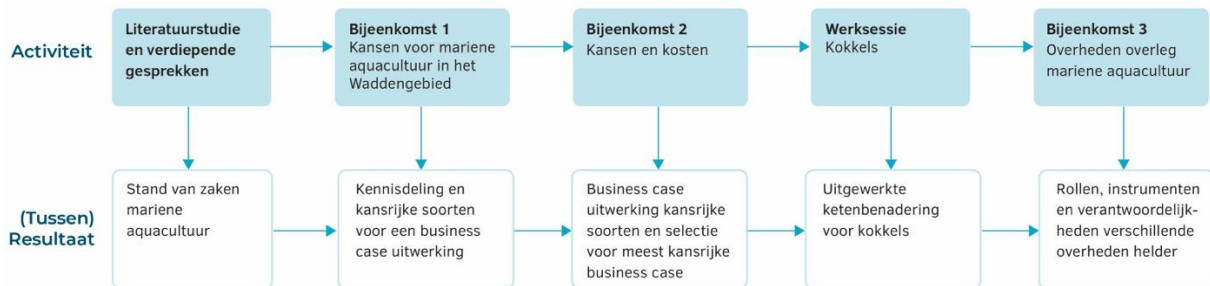 Activiteit
Literatuurstudie
en verdiepende
gesprekken
Bijeenkomst 1
Kansen voor mariene
aquacultuur in het
Waddengebied
Bijeenkomst 2
Kansen en kosten
Werksessie
Kokkels
Bijeenkomst 3
Overheden overleg
mariene aquacultuur
(Tussen)
Resultaat
Stand van zaken
mariene
aquacultuur
Kennisdeling en
kansrijke soorten
voor een business
case uitwerking
Business case
uitwerking kansrijke
soorten en selectie
voor meest kansrijke
business case
Uitgewerkte
ketenbenadering
voor kokkels
Rollen, instrumenten
en verantwoordelijk-
heden verschillende
overheden helder